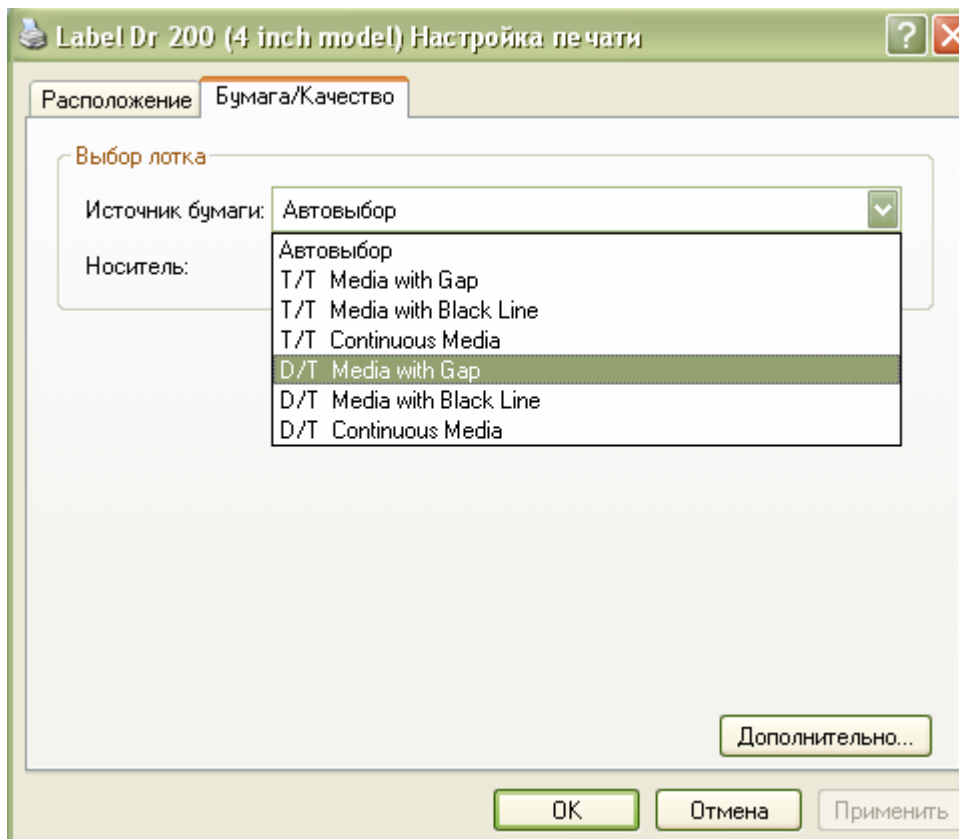 Label Dr 200 (4 inch model) Настройка печати
Расположение Бумага/Качество
Выбор лотка
Источник бумаги: Автовыбор
Автовыбор
Носитель:
T/T Media with Gap
T/T Media with Black Line
T/T Continuous Media
D/T Media with Gap
D/T Media with Black Line
D/T Continuous Media
Дополнительно...
OK Отмена Применить